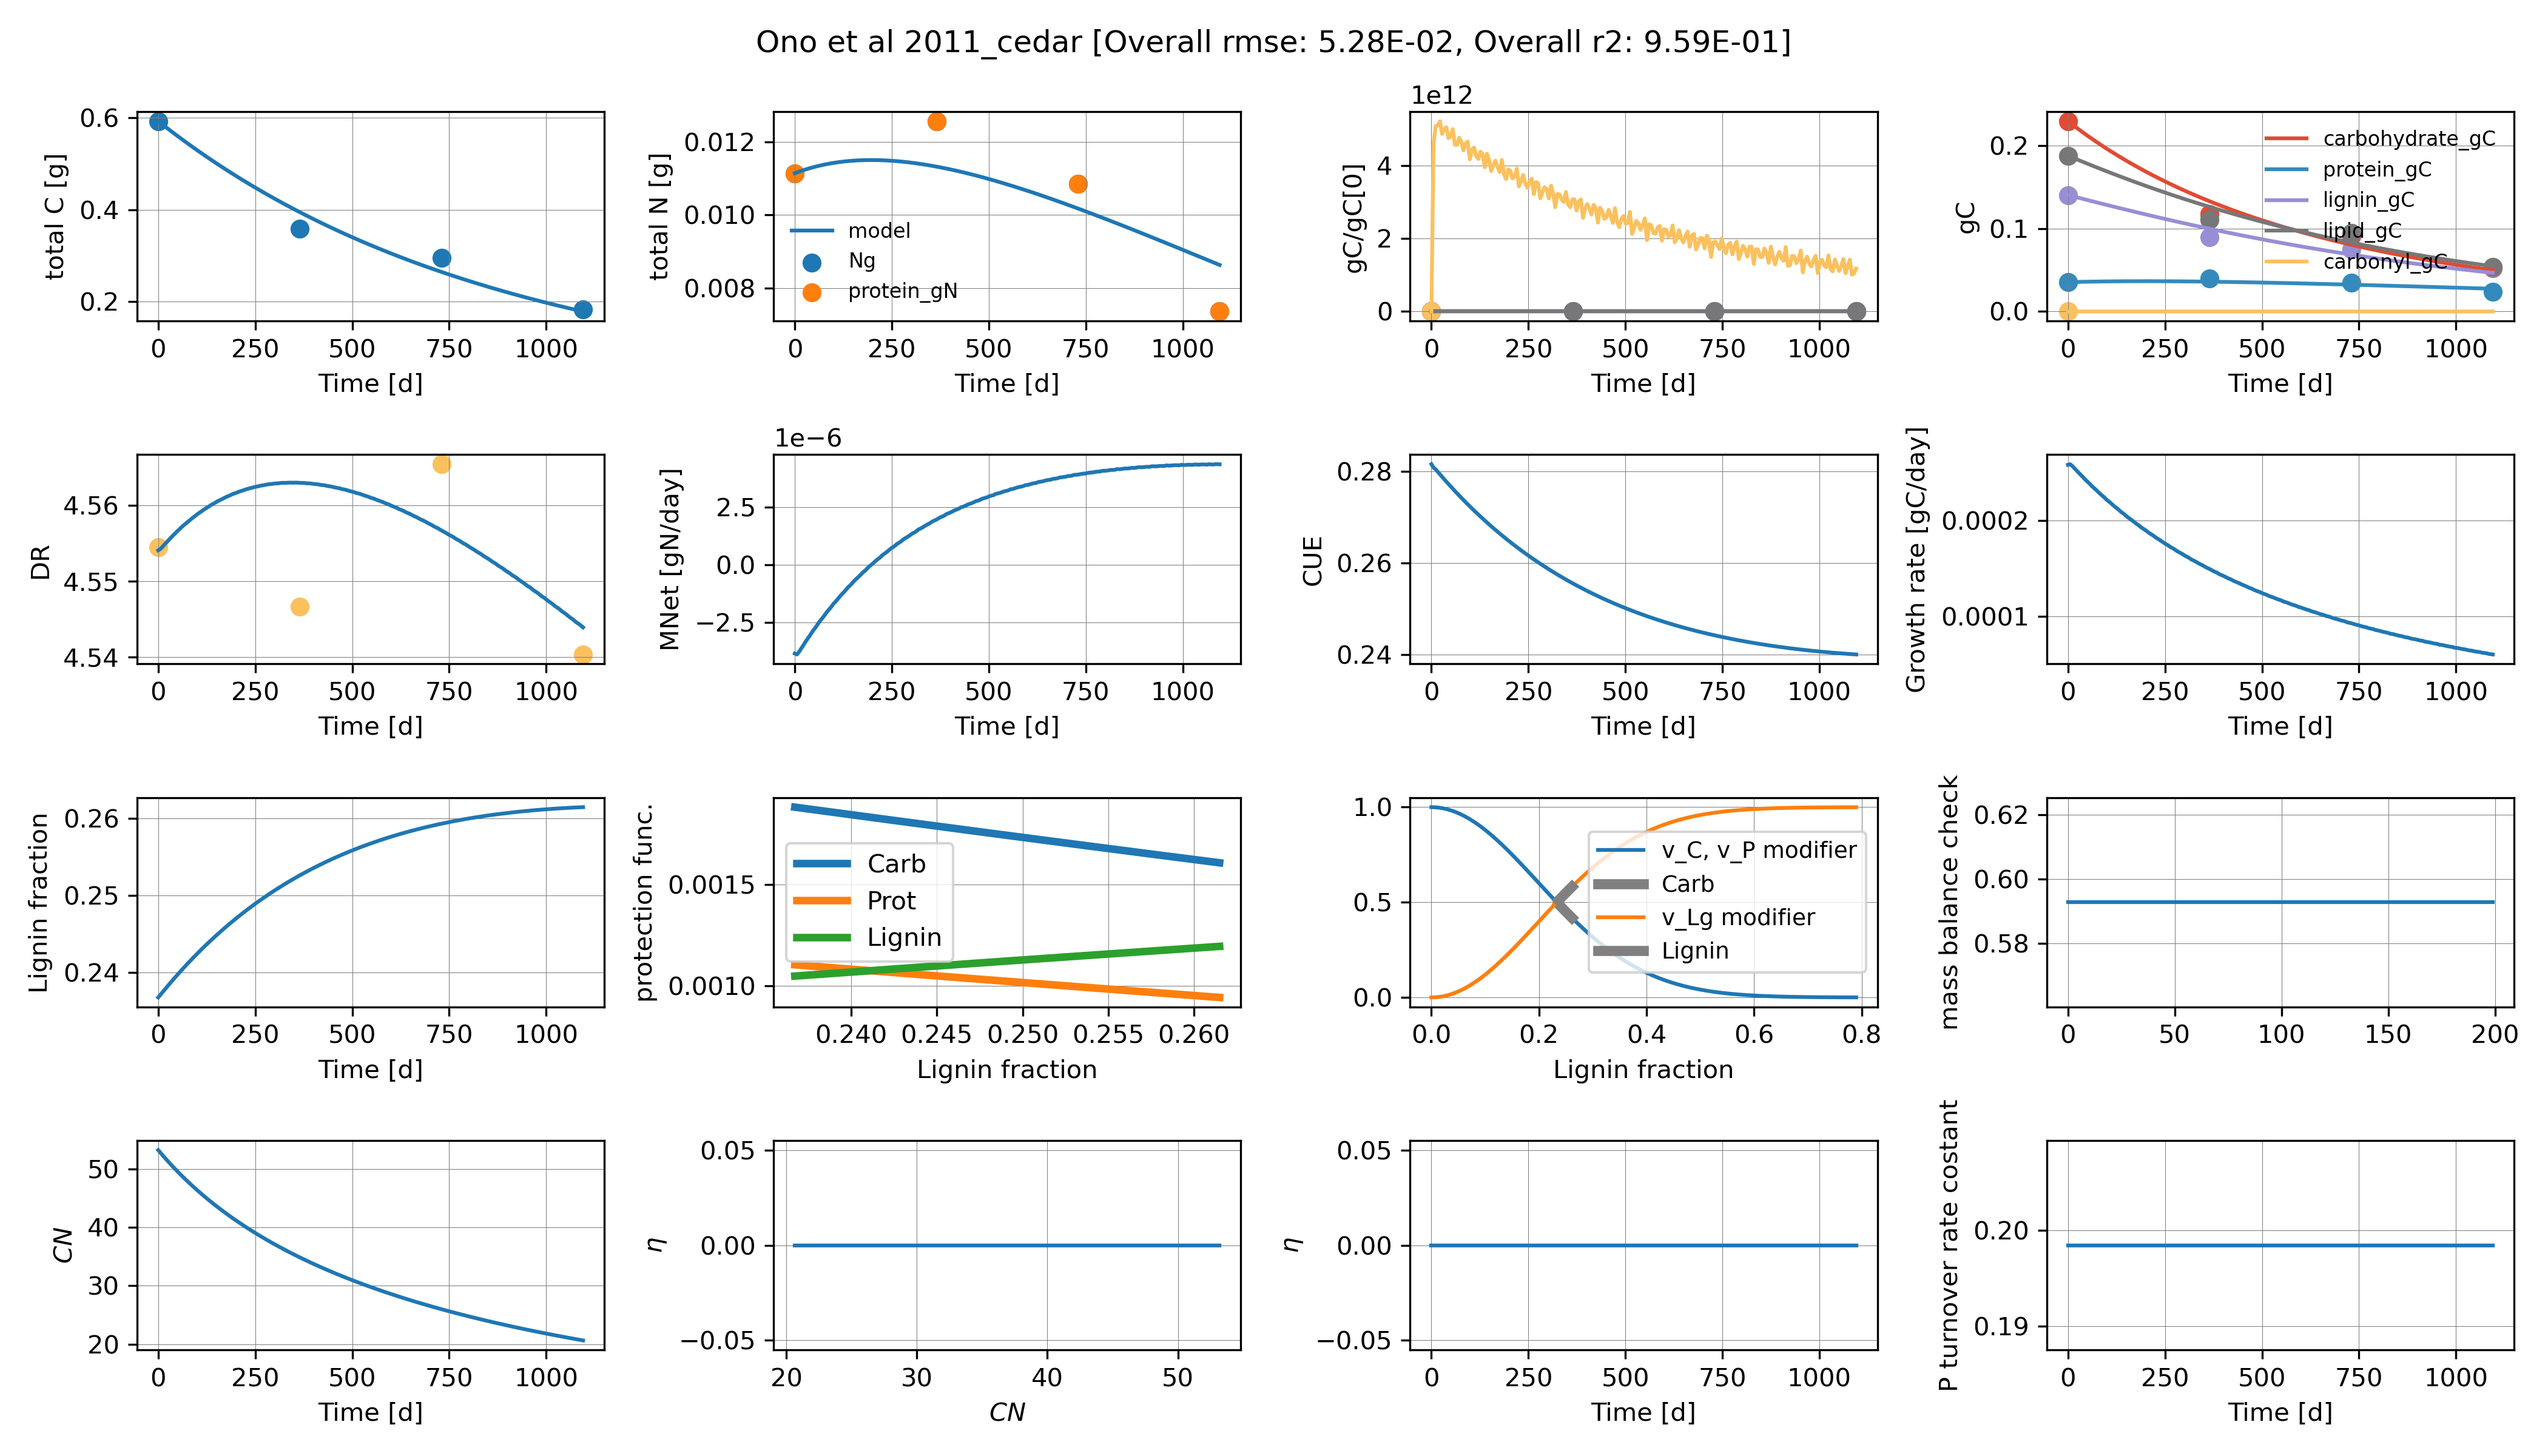 Ono et al 2011_cedar [Overall rmse: 5.28E-02, Overall r2: 9.59E-01]
total C [g]
0.6
0.4
0.2
0 250 500 750 1000
Time [d]
total N [g]
0.012
0.010
0.008
model
Ng
protein_gN
0 250 500 750 1000
Time [d]
1e12
gC/gC[0]
4
2
0
0 250 500 750 1000
Time [d]
gC
0.2
0.1
0.0
carbohydrate_gC
protein_gC
lignin_gC
lipid_gC
carbonyl_gC
0 250 500 750 1000
Time [d]
DR
4.56
4.55
4.54
0 250 500 750 1000
Time [d]
1e−6
MNet [gN/day]
2.5
0.0
−2.5
0 250 500 750 1000
Time [d]
CUE
0.28
0.26
0.24
0 250 500 750 1000
Time [d]
Growth rate [gC/day]
0.0002
0.0001
0 250 500 750 1000
Time [d]
Lignin fraction
0.26
0.25
0.24
0 250 500 750 1000
Time [d]
protection func.
0.0015
0.0010
Carb
Prot
Lignin
0.240 0.245 0.250 0.255 0.260
Lignin fraction
1.0
0.5
0.0
v_C, v_P modifier
Carb
v_Lg modifier
Lignin
0.0 0.2 0.4 0.6 0.8
Lignin fraction
mass balance check
0.62
0.60
0.58
0 50 100 150 200
CN
50
40
30
20
0 250 500 750 1000
Time [d]
η
0.05
0.00
−0.05
20 30 40 50
CN
η
0.05
0.00
−0.05
0 250 500 750 1000
Time [d]
P turnover rate costant
0.20
0.19
0 250 500 750 1000
Time [d]